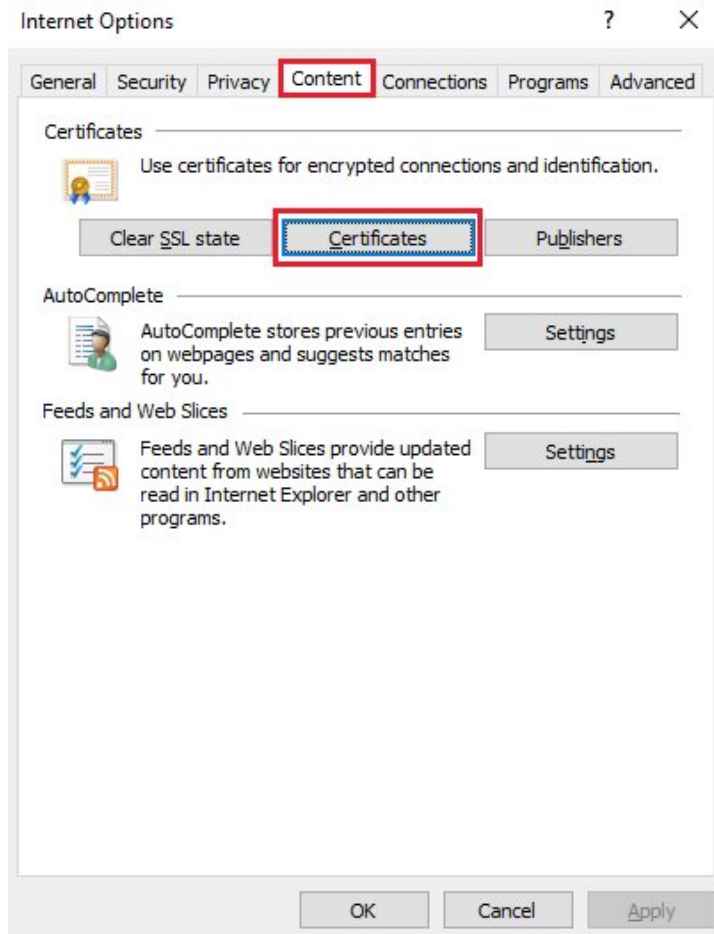 Internet Options ?
General Security Privacy Content Connections Programs Advanced
Certificates
Use certificates for encrypted connections and identification.
Clear SSL state Certificates Publishers
AutoComplete
AutoComplete stores previous entries
on webpages and suggests matches
for you.
Settings
Feeds and Web Slices
Feeds and Web Slices provide updated
content from websites that can be
read in Internet Explorer and other
programs.
Settings
OK Cancel Apply